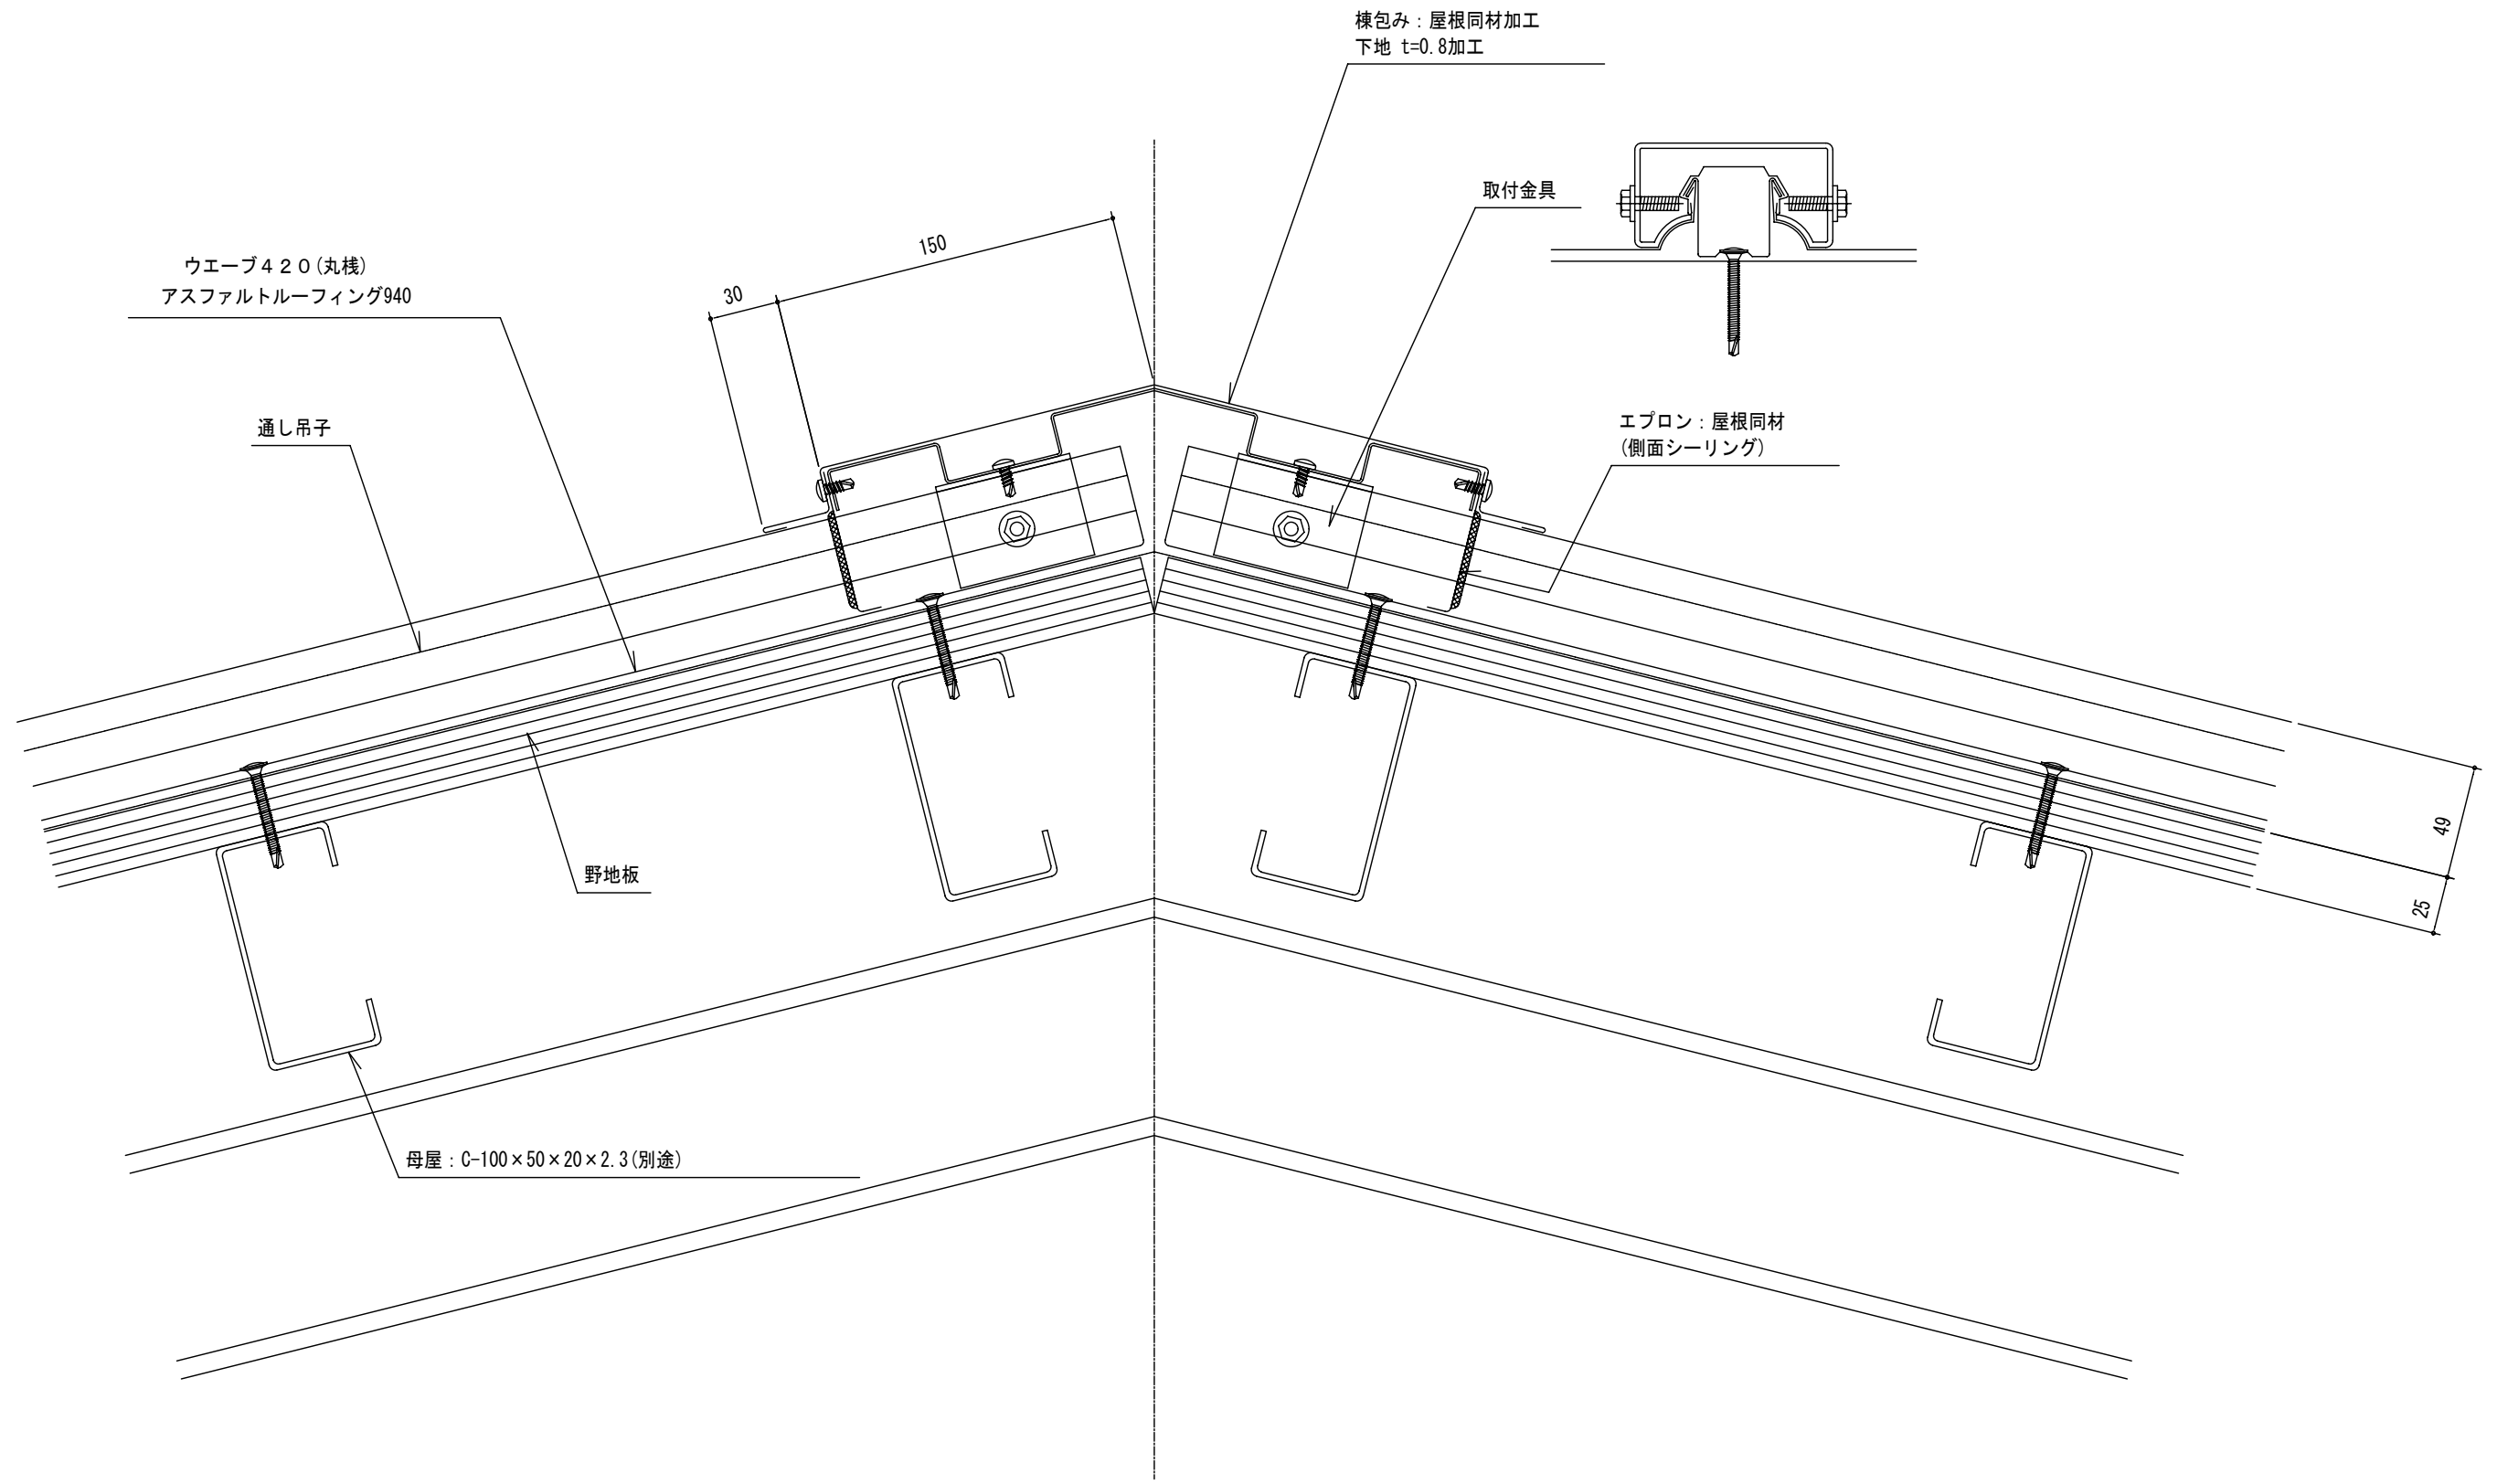 棟包み：屋根同材加工
下地 t=0.8加工
取付金具
150
30
ウエーブ４２０(丸桟)
アスファルトルーフィング940
通し吊子
エプロン：屋根同材
(側面シーリング)
49
25
野地板
母屋：C-100×50×20×2.3(別途)